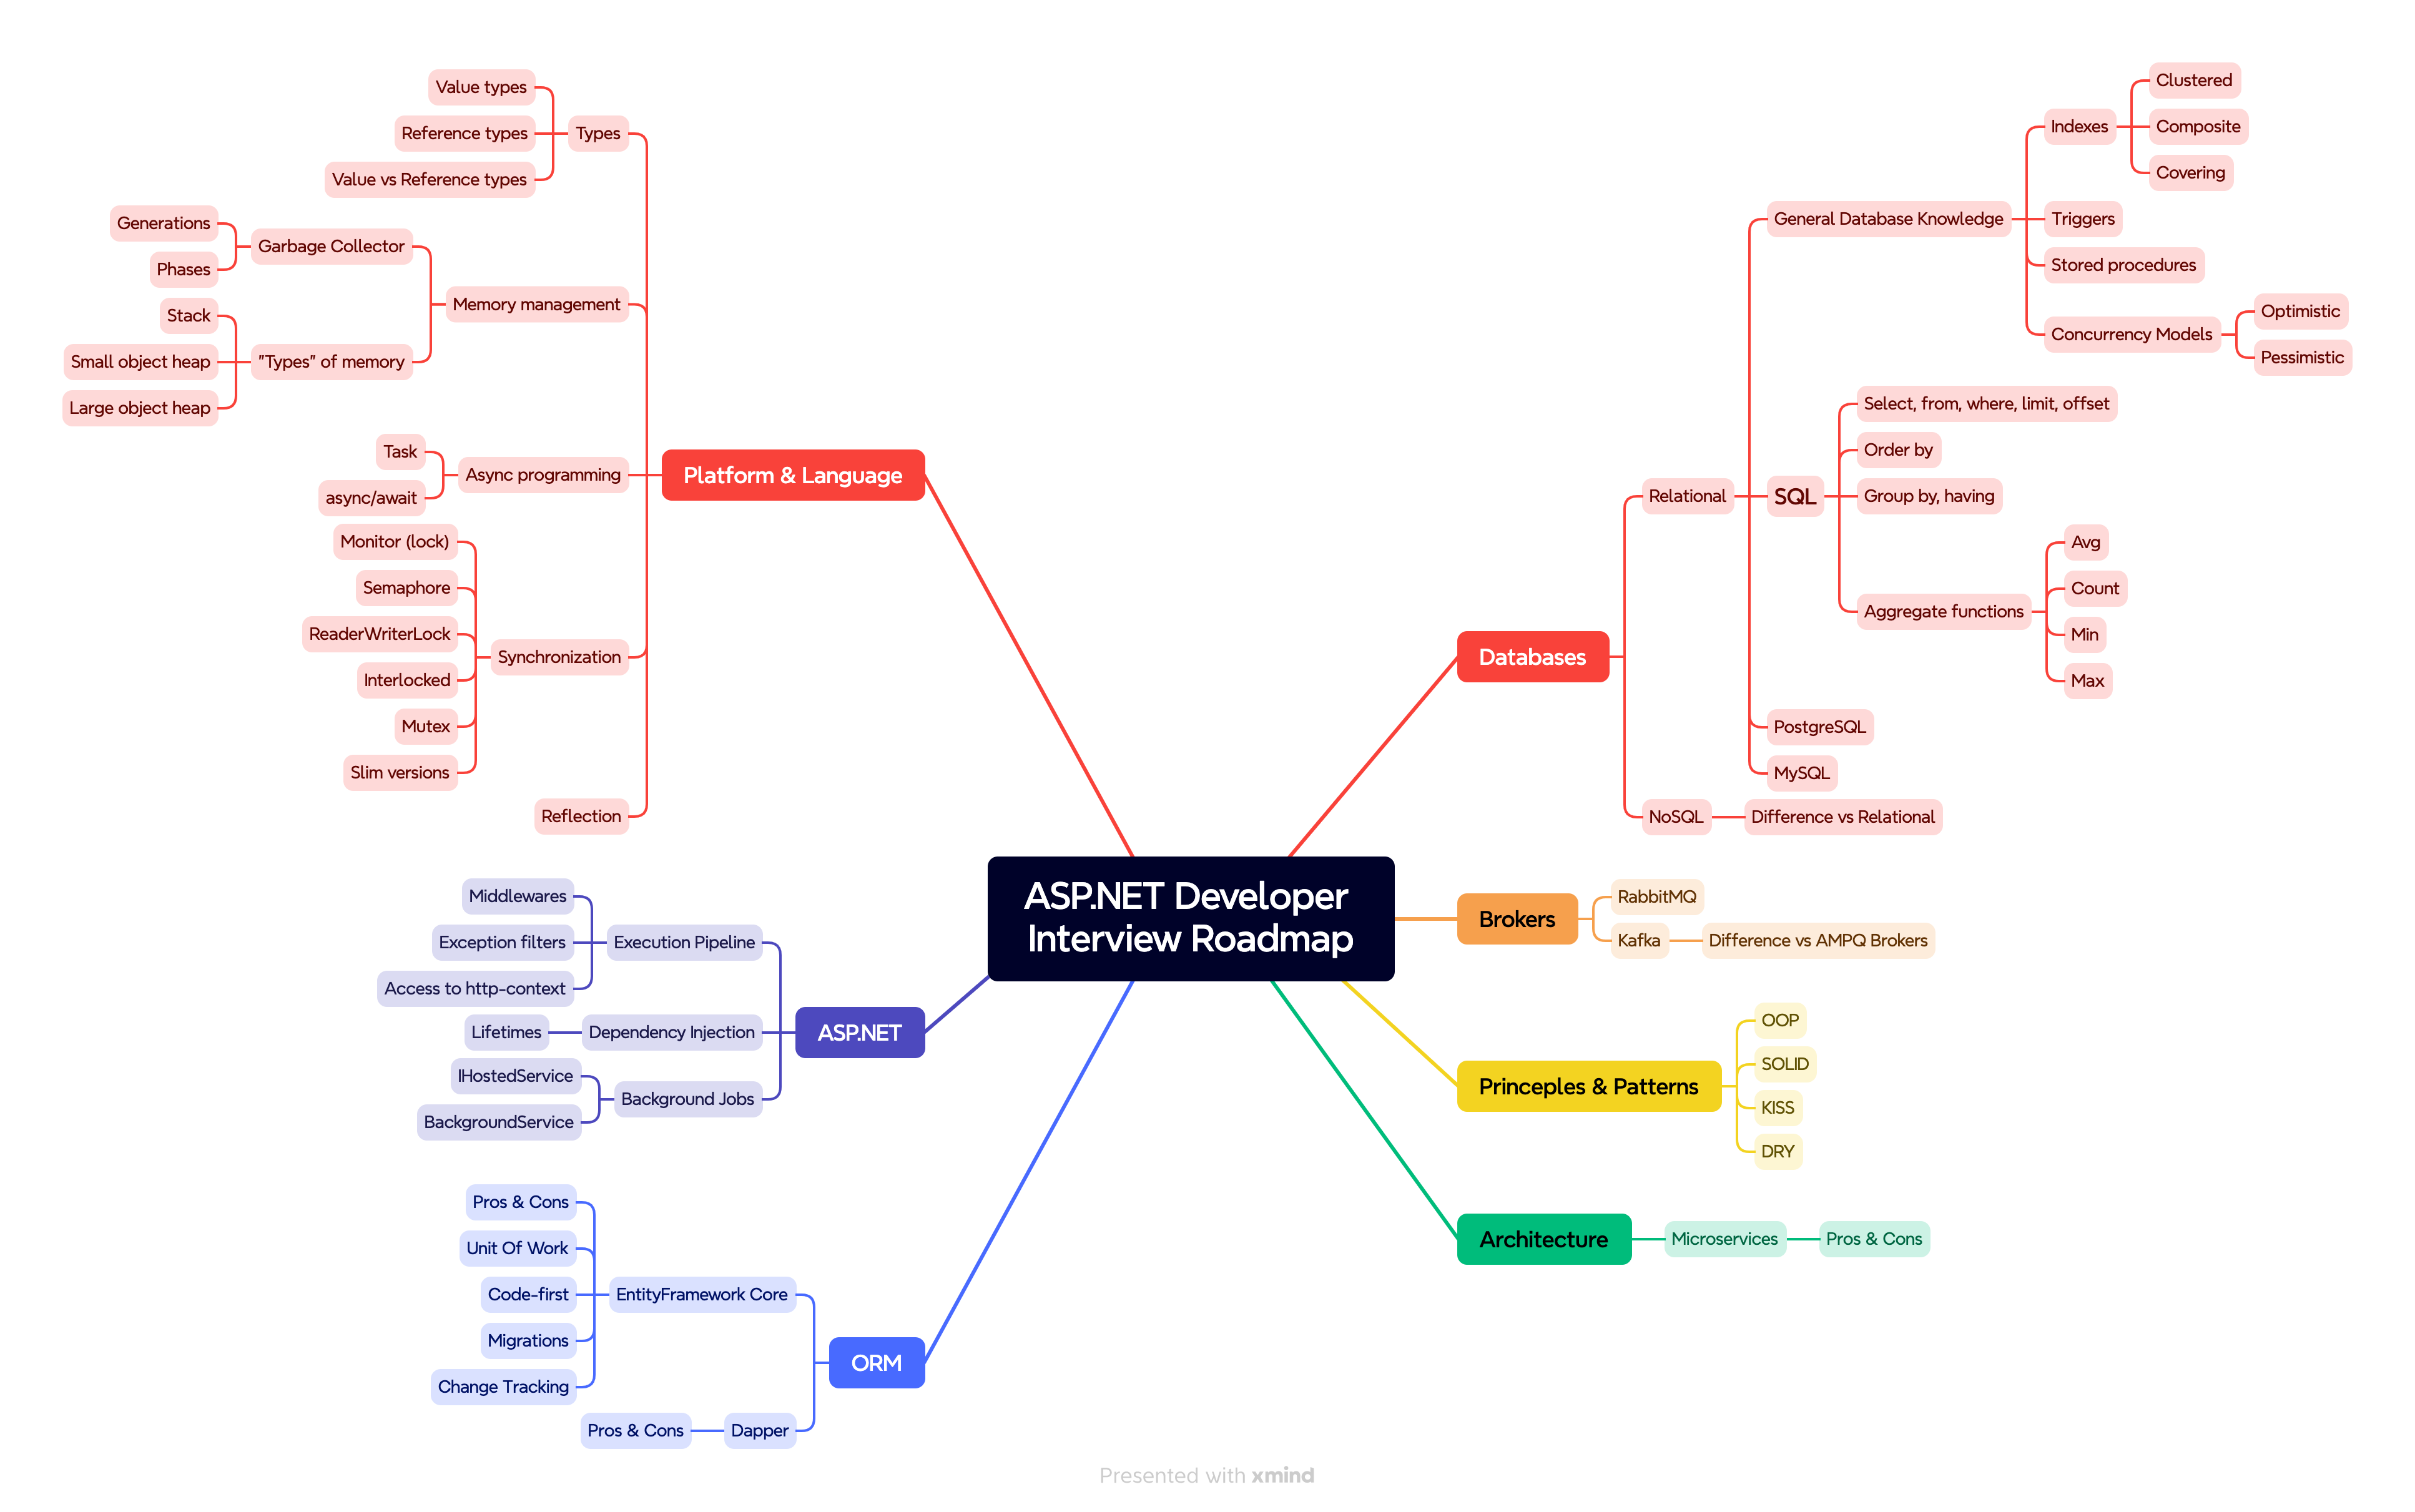 ASP.NET Developer
Interview Roadmap
Platform & Language
Types
Value types
Reference types
Value vs Reference types
Memory management
Garbage Collector
Generations
Phases
"Types" of memory
Stack
Small object heap
Large object heap
Async programming
Task
async/await
Synchronization
Monitor (lock)
Semaphore
ReaderWriterLock
Interlocked
Mutex
Slim versions
Reflection
ASP.NET
Execution Pipeline
Middlewares
Exception filters
Access to http-context
Dependency Injection
Lifetimes
Background Jobs
IHostedService
BackgroundService
ORM
EntityFramework Core
Pros & Cons
Unit Of Work
Code-first
Migrations
Change Tracking
Dapper
Pros & Cons
Databases
Relational
General Database Knowledge
Indexes
Clustered
Composite
Covering
Triggers
Stored procedures
Concurrency Models
Optimistic
Pessimistic
SQL
Select, from, where, limit, offset
Order by
Group by, having
Aggregate functions
Avg
Count
Min
Max
PostgreSQL
MySQL
NoSQL
Difference vs Relational
Brokers
RabbitMQ
Kafka
Difference vs AMPQ Brokers
Princeples & Patterns
OOP
SOLID
KISS
DRY
Architecture
Microservices
Pros & Cons
Presented with xmind